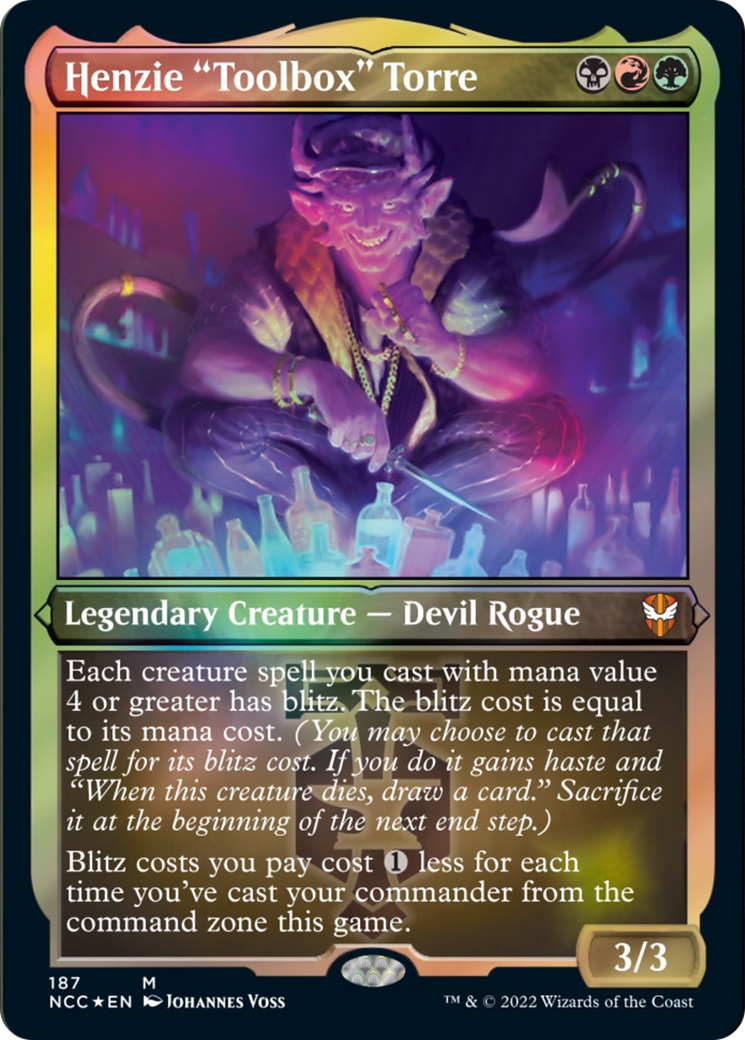 Henzie “Toolbox” Torre
Legendary Creature — Devil Rogue
Each creature spell you cast with mana value
4 or greater has blitz. The blitz cost is equal
to its mana cost. (You may choose to cast that
spell for its blitz cost. If you do it gains haste and
“When this creature dies, draw a card.” Sacrifice
it at the beginning of the next end step.)
Blitz costs you pay cost 1 less for each
time you’ve cast your commander from the
command zone this game.
3/3
187 M
NCC★EN Johannes Voss
™ & © 2022 Wizards of the Coast